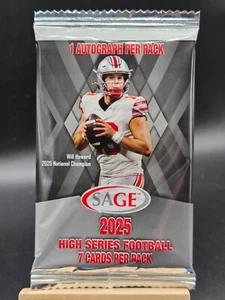 1 AUTOGRAPH PER PACK
Will Howard
2025 National Champion
SAGE
2025
HIGH SERIES FOOTBALL
7 CARDS PER PACK